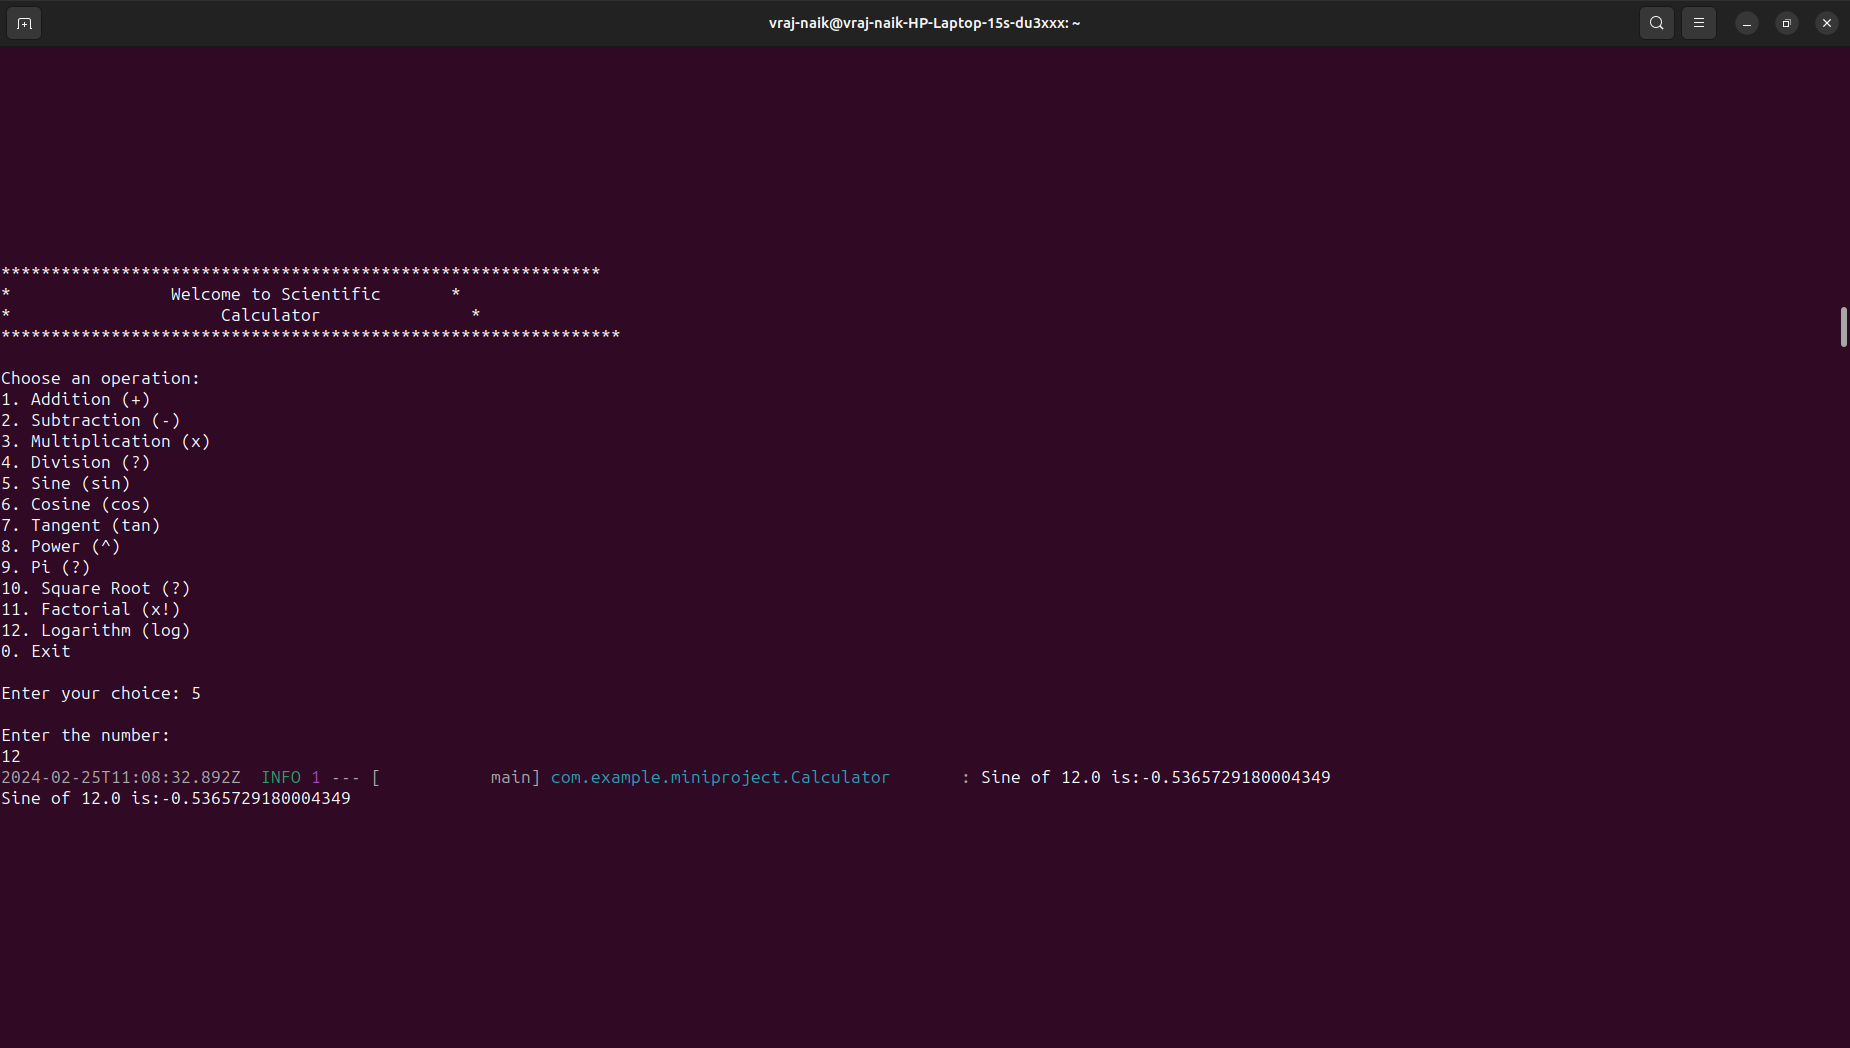 vraj-naik@vraj-naik-HP-Laptop-15s-du3xxx: ~
************************************************************
*                Welcome to Scientific       *
*                     Calculator               *
**************************************************************
Choose an operation:
1. Addition (+)
2. Subtraction (-)
3. Multiplication (x)
4. Division (?)
5. Sine (sin)
6. Cosine (cos)
7. Tangent (tan)
8. Power (^)
9. Pi (?)
10. Square Root (?)
11. Factorial (x!)
12. Logarithm (log)
0. Exit
Enter your choice: 5
Enter the number:
12
2024-02-25T11:08:32.892Z  INFO 1 --- [           main] com.example.miniproject.Calculator       : Sine of 12.0 is:-0.5365729180004349
Sine of 12.0 is:-0.5365729180004349